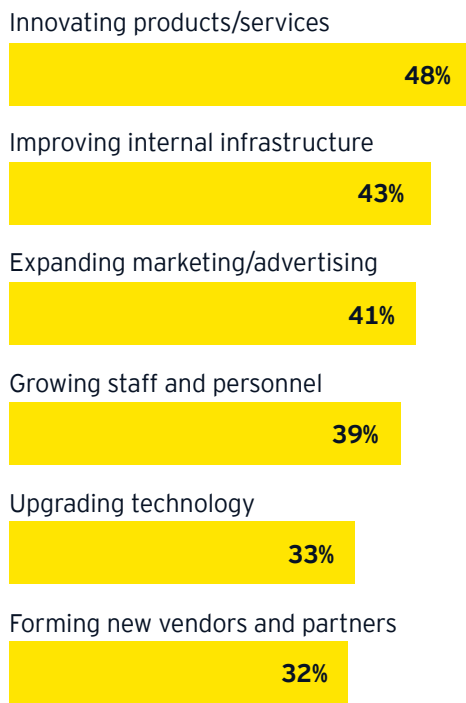 Innovating products/services
48%
Improving internal infrastructure
43%
Expanding marketing/advertising
41%
Growing staff and personnel
39%
Upgrading technology
33%
Forming new vendors and partners
32%